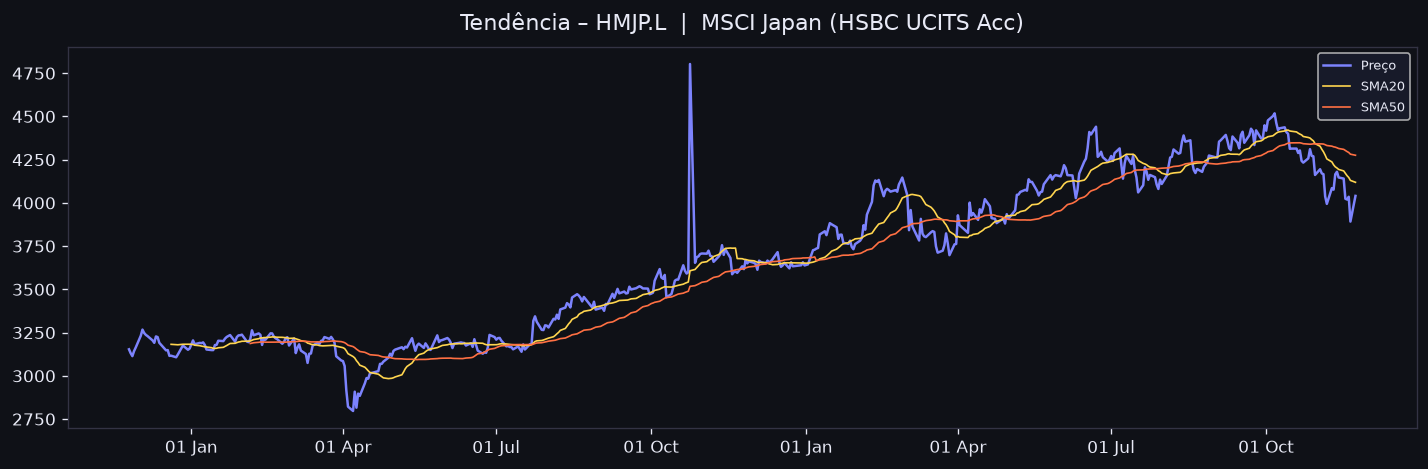 Tendência – HMJP.L | MSCI Japan (HSBC UCITS Acc)
Preço
SMA20
SMA50
4750
4500
4250
4000
3750
3500
3250
3000
2750
01 Jan 01 Apr 01 Jul 01 Oct 01 Jan 01 Apr 01 Jul 01 Oct